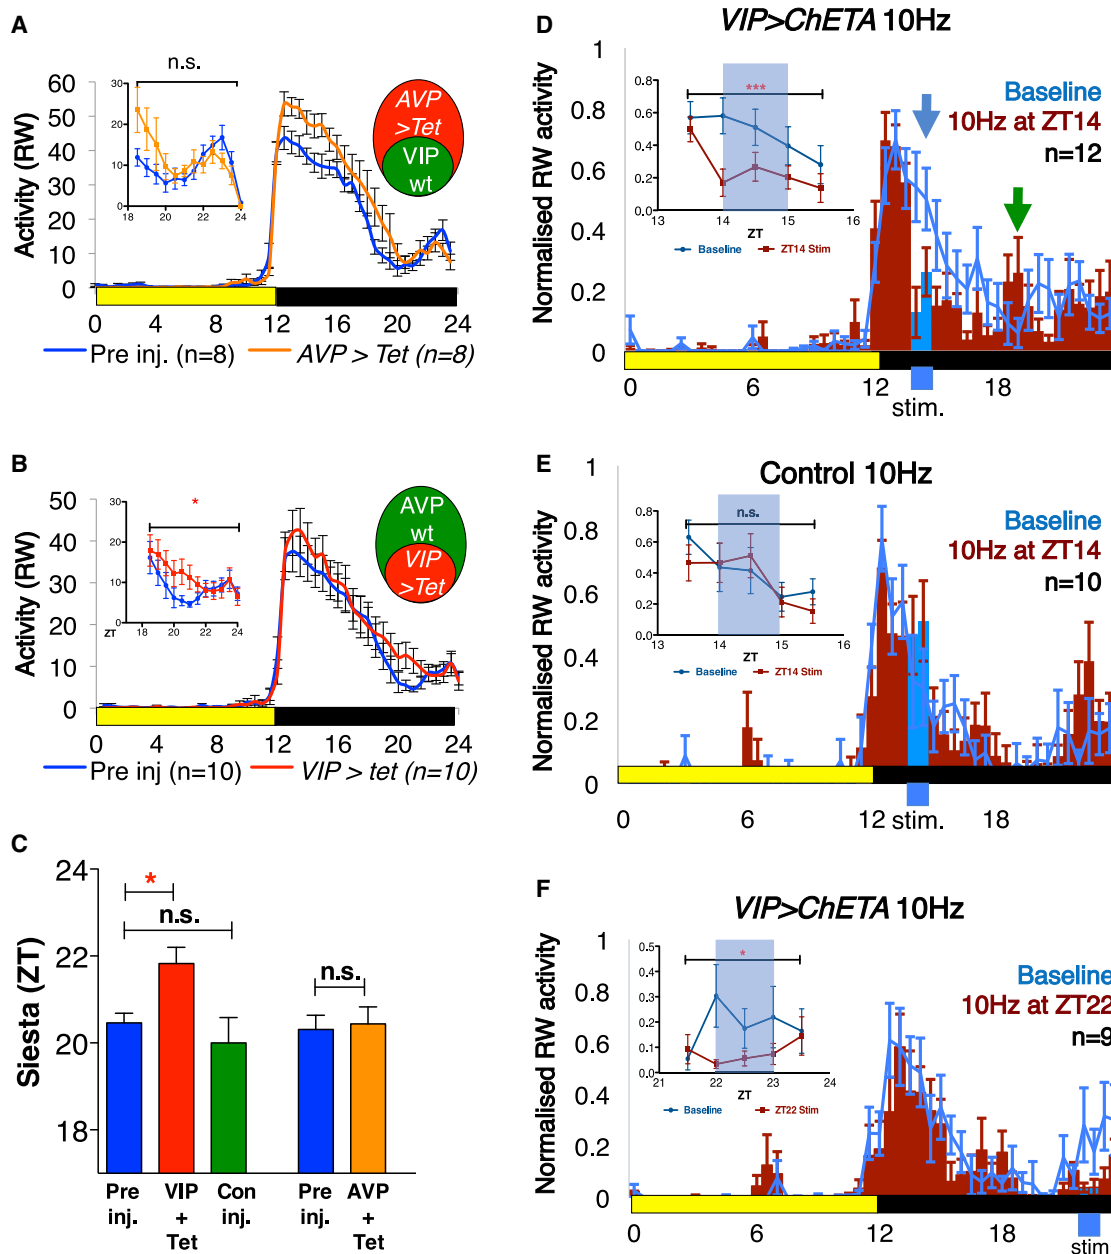 A
n.s.
Activity (RW)
60
50
40
30
20
10
0
30
20
10
0
18 20 22 24
AVP
>Tet
VIP
wt
0 4 8 12 16 20 24
Pre inj. (n=8) AVP > Tet (n=8)
B
*
Activity (RW)
50
40
30
20
10
0
30
20
10
0
ZT 18 20 22 24
AVP
wt
VIP
>Tet
0 4 8 12 16 20 24
Pre inj (n=10) VIP > tet (n=10)
C
Siesta (ZT)
24
22
20
18
*
n.s.
n.s.
Pre inj.
VIP + Tet
Con inj.
Pre inj.
AVP + Tet
D
VIP>ChETA 10Hz
Normalised RW activity
1
0.8
0.6
0.4
0.2
0
0.8
0.6
0.4
0.2
0.0
***
13 14 15 16
ZT
Baseline ZT14 Stim
Baseline
10Hz at ZT14
n=12
0 6 12 18
stim.
E
Control 10Hz
Normalised RW activity
1
0.8
0.6
0.4
0.2
0
0.8
0.6
0.4
0.2
0.0
n.s.
13 14 15 16
ZT
Baseline ZT14 Stim
Baseline
10Hz at ZT14
n=10
0 6 12 18
stim.
F
VIP>ChETA 10Hz
Normalised RW activity
1
0.8
0.6
0.4
0.2
0
0.5
0.4
0.3
0.2
0.1
0.0
*
21 22 23 24
ZT
Baseline ZT22 Stim
Baseline
10Hz at ZT22
n=9
0 6 12 18
stim